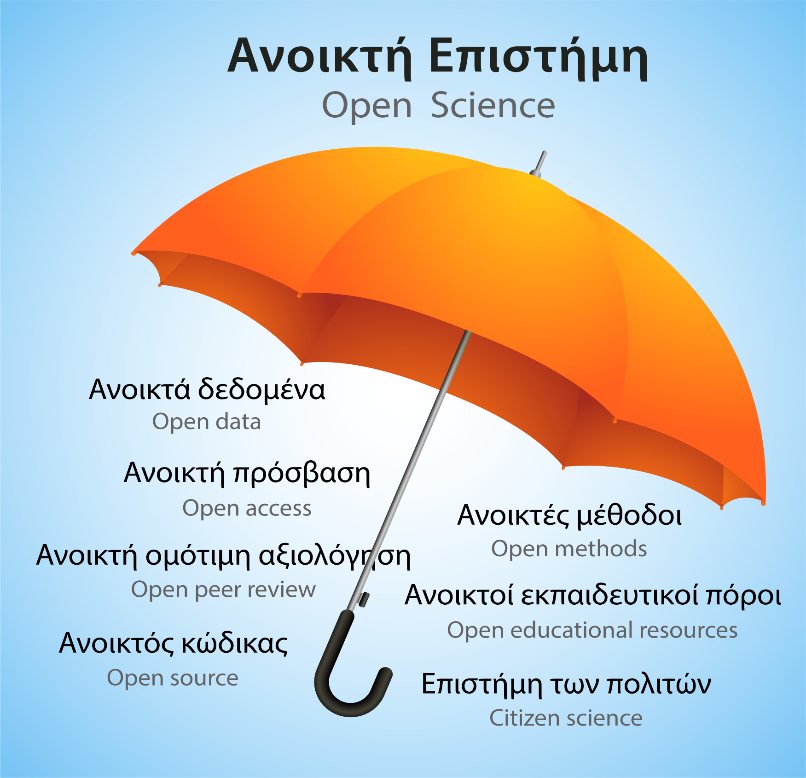 Ανοικτή Επιστήμη
Open Science
Ανοικτά δεδομένα
Open data
Ανοικτή πρόσβαση
Open access
Ανοικτή ομότιμη αξιολόγηση
Open peer review
Ανοικτός κώδικας
Open source
Ανοικτές μέθοδοι
Open methods
Ανοικτοί εκπαιδευτικοί πόροι
Open educational resources
Επιστήμη των πολιτών
Citizen science